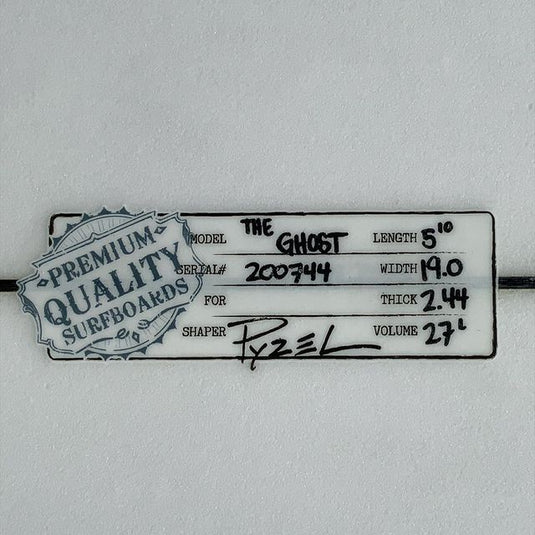 PREMIUM
QUALITY
SURFBOARDS
MODEL THE GHOST LENGTH 5'10
SERIAL# 200744 WIDTH 19.0
FOR THICK 2.44
SHAPER PYZEL VOLUME 27L